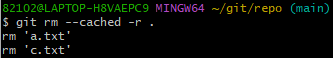 82102@LAPTOP-H8VAEPC9 MINGW64 ~/git/repo (main)
$ git rm --cached -r .
rm 'a.txt'
rm 'c.txt'